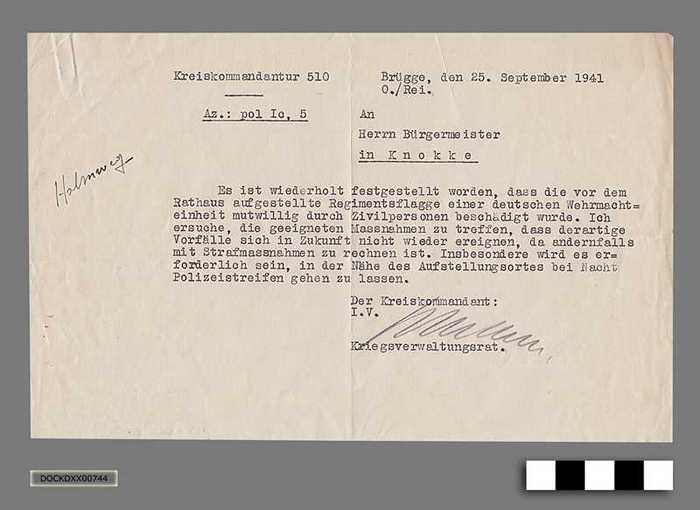 Kreiskommandantur 510
Brügge, den 25. September 1941
O./Rei.
Az.: pol Ic, 5
An
Herrn Bürgermeister
in Knokke
Es ist wiederholt festgestellt worden, dass die vor dem
Rathaus aufgestellte Regimentsflagge einer deutschen Wehrmacht=
einheit mutwillig durch Zivilpersonen beschädigt wurde. Ich
ersuche, die geeigneten Massnahmen zu treffen, dass derartige
Vorfälle sich in Zukunft nicht wieder ereignen, da andernfalls
mit Strafmassnahmen zu rechnen ist. Insbesondere wird es er=
forderlich sein, in der Nähe des Aufstellungsortes bei Nacht
Polizeistreifen gehen zu lassen.
Der Kreiskommandant:
I.V.
Kriegsverwaltungsrat.
DOCKDXX00744